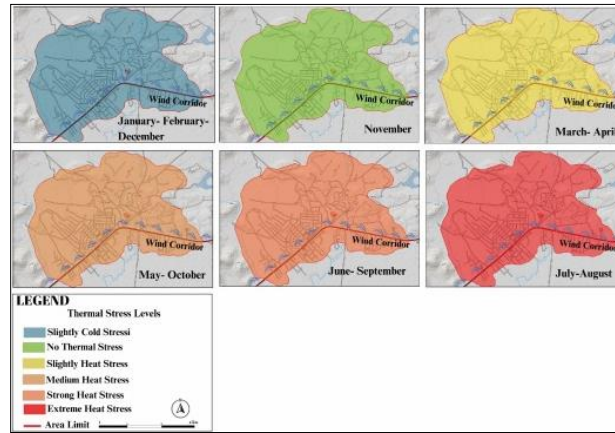 Wind Corridor
January- February-
December
Wind Corridor
November
Wind Corridor
March- April
Wind Corridor
May- October
Wind Corridor
June- September
Wind Corridor
July-August
LEGEND
Thermal Stress Levels
Slightly Cold Stressi
No Thermal Stress
Slightly Heat Stress
Medium Heat Stress
Strong Heat Stress
Extreme Heat Stress
Area Limit
A